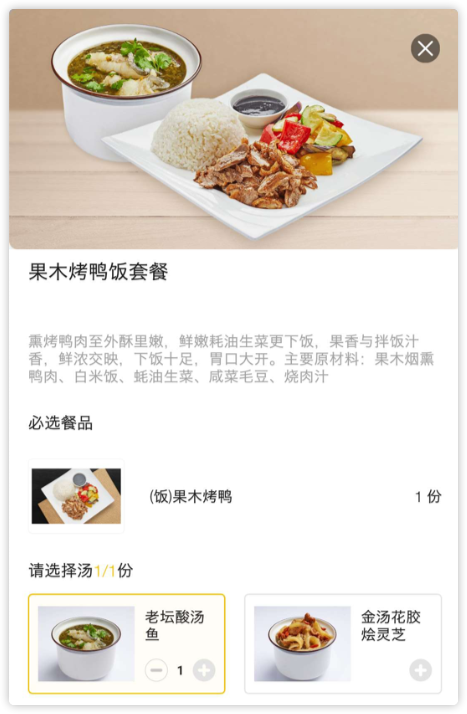 果木烤鸭饭套餐
熏烤鸭肉至外酥里嫩，鲜嫩耗油生菜更下饭，果香与拌饭汁
香，鲜浓交映，下饭十足，胃口大开。主要原材料：果木烟熏
鸭肉、白米饭、蚝油生菜、咸菜毛豆、烧肉汁
必选餐品
(饭)果木烤鸭 1 份
请选择汤1/1份
老坛酸汤
鱼
1
金汤花胶
烩灵芝